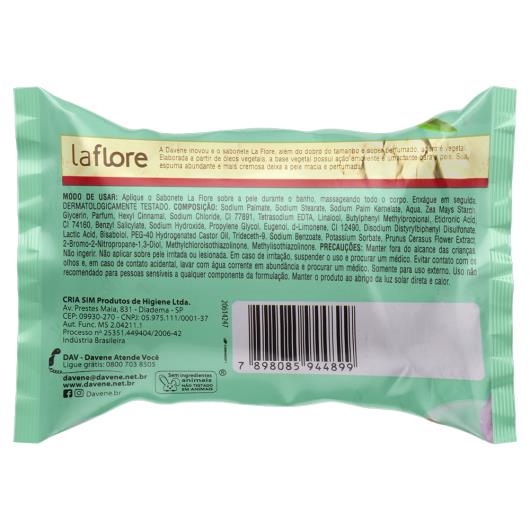 laflore
A Davene inovou e o sabonete La Flore, além do dobro do tamanho e super perfumado, agora é vegetal.
Elaborada a partir de óleos vegetais, a base vegetal possui ação emoliente e umectante para a pele. Sua
espuma abundante e mais cremosa deixa a pele macia e perfumada.
MODO DE USAR: Aplique o Sabonete La Flore sobre a pele durante o banho, massageando todo o corpo. Enxágue em seguida.
DERMATOLOGICAMENTE TESTADO. COMPOSIÇÃO: Sodium Palmate, Sodium Stearate, Sodium Palm Kernelate, Aqua, Zea Mays Starch,
Glycerin, Parfum, Hexyl Cinnamal, Sodium Chloride, CI 77891, Tetrasodium EDTA, Linalool, Butylphenyl Methylpropional, Etidronic Acid,
CI 74160, Benzyl Salicylate, Sodium Hydroxide, Propylene Glycol, Eugenol, d-Limonene, CI 12490, Disodium Distyrylbiphenyl Disulfonate,
Lactic Acid, Bisabolol, PEG-40 Hydrogenated Castor Oil, Trideceth-9, Sodium Benzoate, Potassium Sorbate, Prunus Cerasus Flower Extract,
2-Bromo-2-Nitropropane-1,3-Diol, Methylchloroisothiazolinone, Methylisothiazolinone. PRECAUÇÕES: Manter fora do alcance das crianças.
Não ingerir. Não aplicar sobre pele irritada ou lesionada. Em caso de irritação, suspender o uso e procurar um médico. Evitar contato com os
olhos e, em caso de contato acidental, lavar com água corrente em abundância e procurar um médico. Somente para uso externo. Uso não
recomendado para pessoas sensíveis a qualquer componente da formulação. Manter o produto ao abrigo da luz solar direta e calor.
CRIA SIM Produtos de Higiene Ltda.
Av. Prestes Maia, 831 - Diadema - SP
CEP: 09930-270 - CNPJ: 05.975.111/0001-37
Aut. Func. MS 2.04211.1
Processo nº 25351.449404/2006-42
Indústria Brasileira
DAV - Davene Atende Você
Ligue grátis: 0800 703 8505
davene@davene.net.br
www.davene.net.br
Davene.br
Sem ingredientes
animais
NÃO TESTADO
EM ANIMAIS
20014247
7 898085 944899